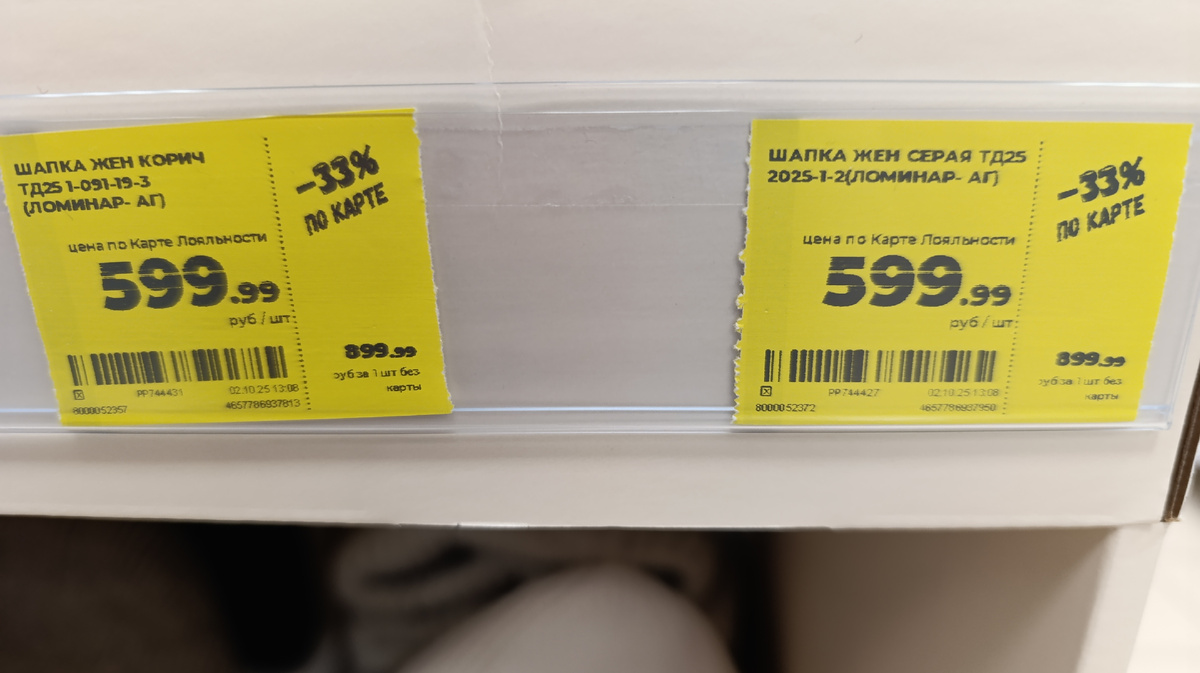 ШАПКА ЖЕН КОРИЧ
ТД25 1-091-19-3
(ЛОМИНАР- АГ)
-33%
ПО КАРТЕ
цена по Карте Лояльности
599.99
руб / шт
899.99
руб за 1 шт без
карты
PP744431
02.10.25 13:08
8000052357
4657786937813
ШАПКА ЖЕН СЕРАЯ ТД25
2025-1-2(ЛОМИНАР- АГ)
-33%
ПО КАРТЕ
цена по Карте Лояльности
599.99
руб / шт
899.99
руб за 1 шт без
карты
PP744427
02.10.25 13:08
8000052372
4657786937950